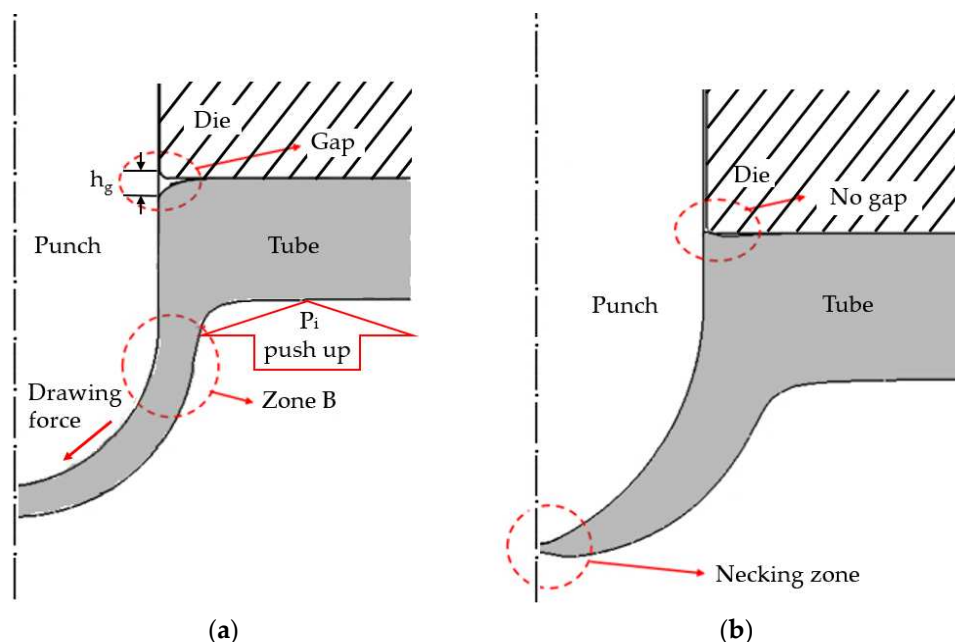 Die
Gap
hg
Punch
Tube
Pi
push up
Drawing
force
Zone B
(a)
Die
No gap
Punch
Tube
Necking zone
(b)